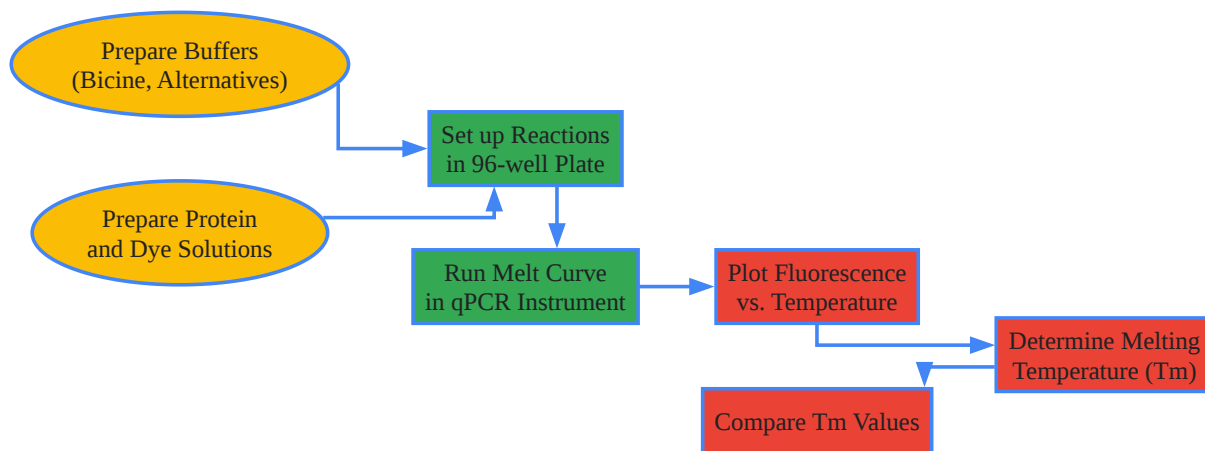 Prepare Buffers
(Bicine, Alternatives)
Set up Reactions
in 96-well Plate
Prepare Protein
and Dye Solutions
Run Melt Curve
in qPCR Instrument
Plot Fluorescence
vs. Temperature
Determine Melting
Temperature (Tm)
Compare Tm Values